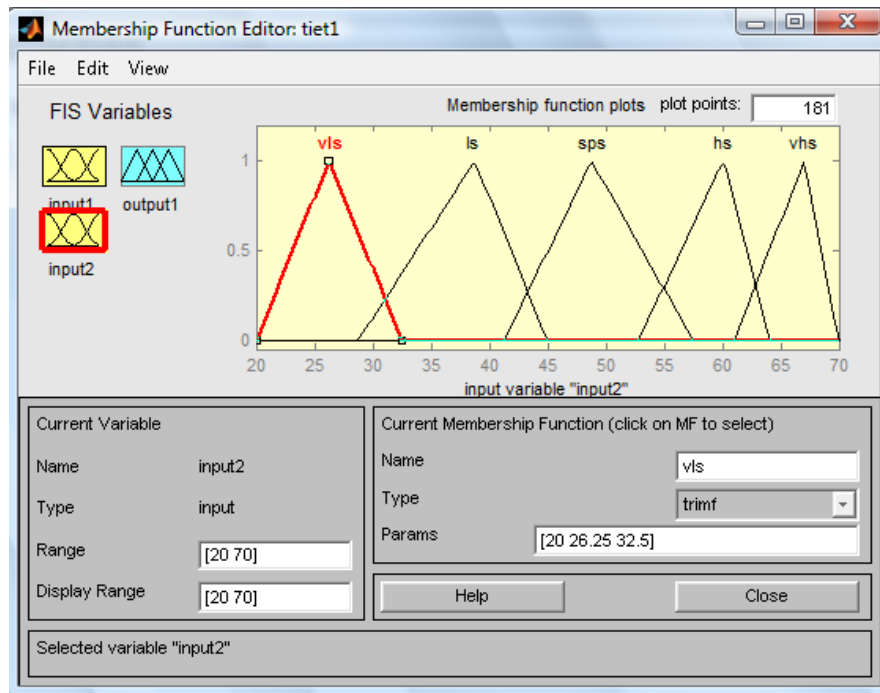 Membership Function Editor: tiet1
File Edit View
FIS Variables
Membership function plots plot points: 181
input1 output1
input2
vls ls sps hs vhs
1
0.5
0
20 25 30 35 40 45 50 55 60 65 70
input variable "input2"
Current Variable
Name input2
Type input
Range [20 70]
Display Range [20 70]
Current Membership Function (click on MF to select)
Name vls
Type trimf
Params [20 26.25 32.5]
Help Close
Selected variable "input2"